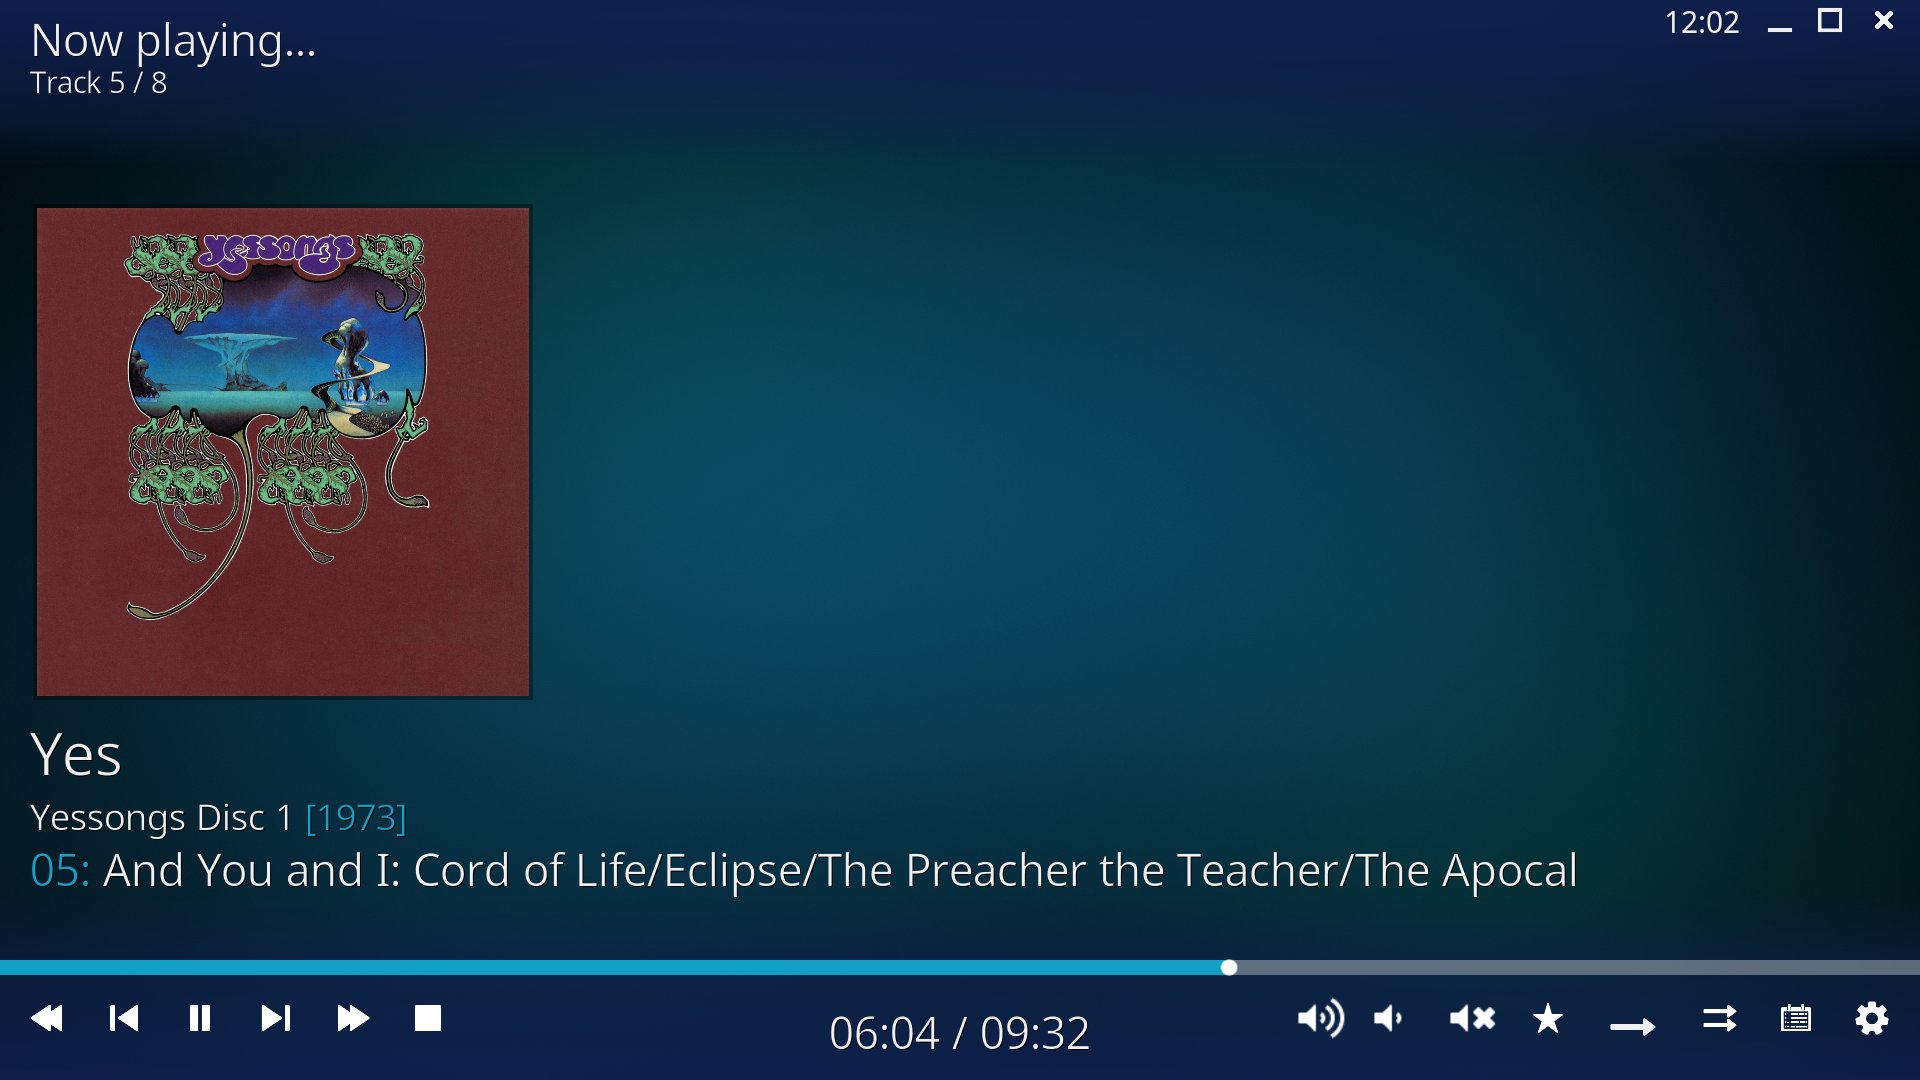 Now playing...
12:02
Track 5 / 8
yessongs
Yes
Yessongs Disc 1 [1973]
05: And You and I: Cord of Life/Eclipse/The Preacher the Teacher/The Apocal
06:04 / 09:32